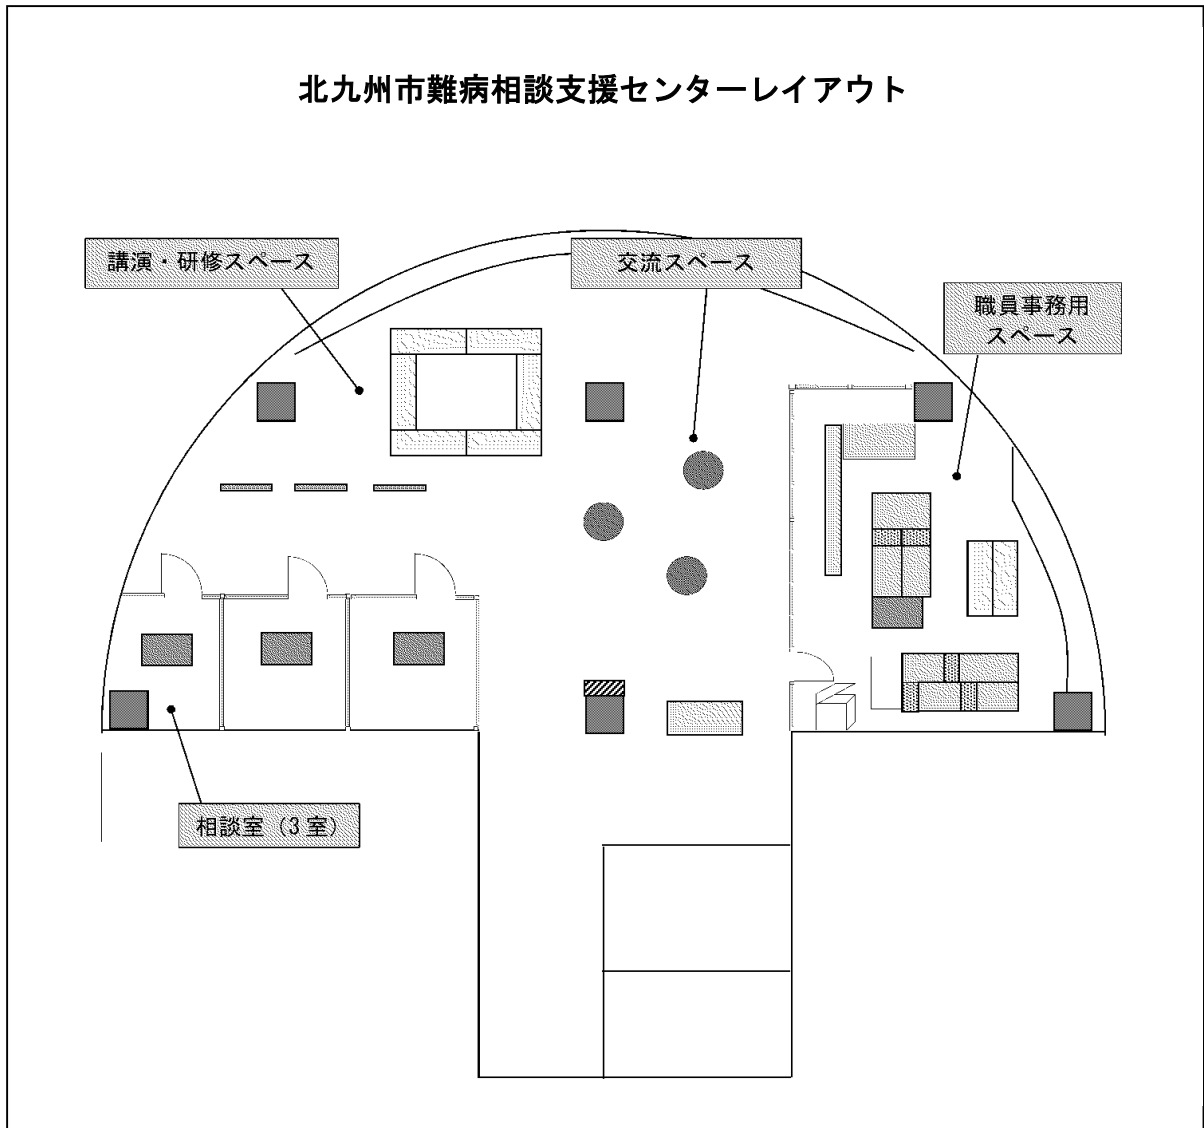 北九州市難病相談支援センターレイアウト
講演・研修スペース
交流スペース
職員事務用
スペース
相談室（3室）